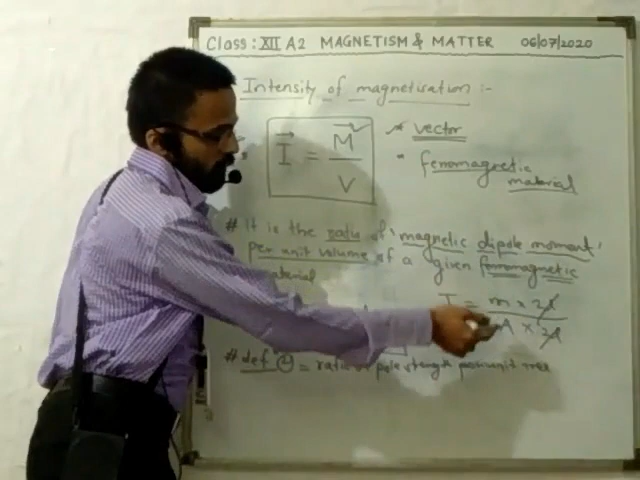 Class: XII A2 MAGNETISM & MATTER 06/07/2020
Intensity of magnetisation :-
I = M / V
vector
ferromagnetic
material
# It is the ratio of 'magnetic dipole moment'
per unit volume of a given ferromagnetic
material
I = m × 2l
A × 2l
# def = ratio pole strength per unit area